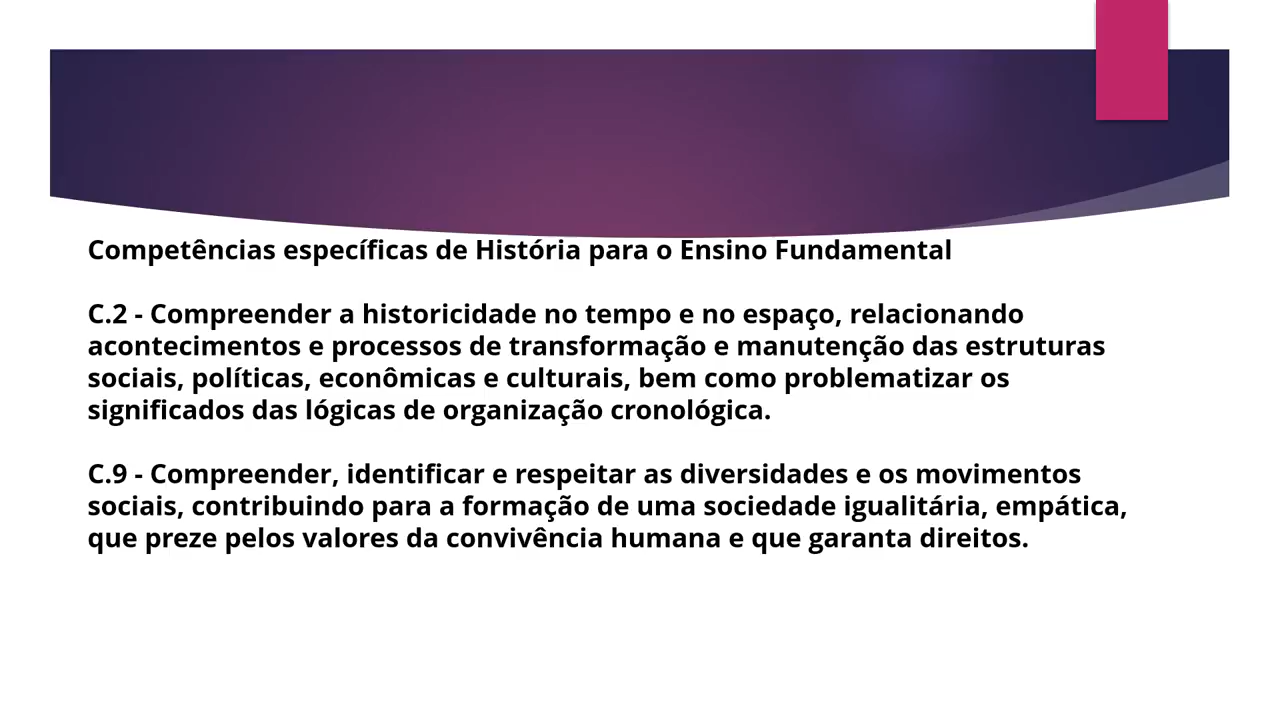 Competências específicas de História para o Ensino Fundamental
C.2 - Compreender a historicidade no tempo e no espaço, relacionando
acontecimentos e processos de transformação e manutenção das estruturas
sociais, políticas, econômicas e culturais, bem como problematizar os
significados das lógicas de organização cronológica.
C.9 - Compreender, identificar e respeitar as diversidades e os movimentos
sociais, contribuindo para a formação de uma sociedade igualitária, empática,
que preze pelos valores da convivência humana e que garanta direitos.